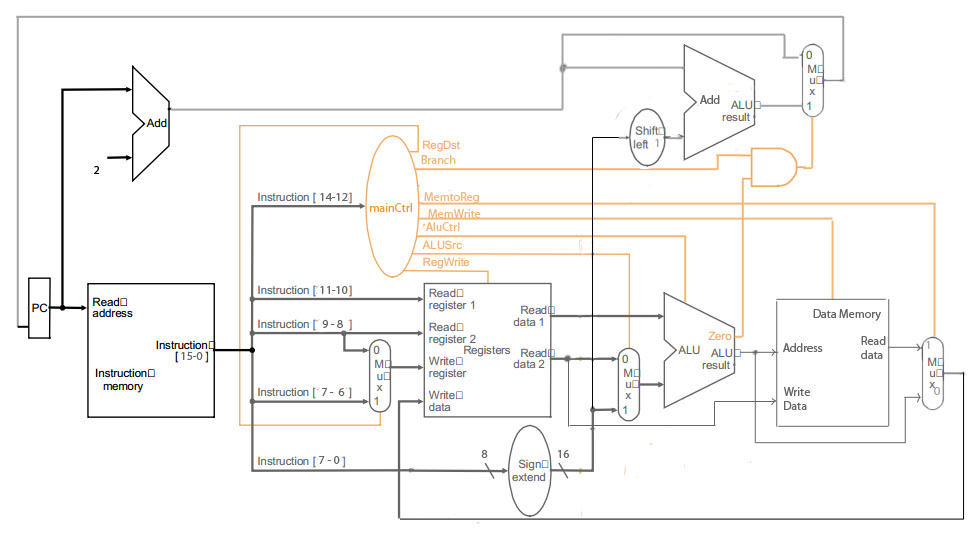 0
M
u
x
1
Add
ALU
result
Add
Shift
left 1
2
RegDst
Branch
Instruction [ 14-12]
mainCtrl
MemtoReg
MemWrite
'AluCtrl
ALUSrc
RegWrite
PC
Read
address
Instruction
[ 15-0 ]
Instruction
memory
Instruction [ 11-10]
Instruction [ 9 - 8 ]
Instruction [ 7 - 6 ]
Instruction [ 7 - 0 ]
0
M
u
x
1
Read
register 1
Read
register 2
Write
register
Write
data
Registers
Read
data 1
Read
data 2
0
M
u
x
1
Zero
ALU
ALU
result
Data Memory
Address
Read
data
Write
Data
1
M
u
x
0
8
Sign
extend
16